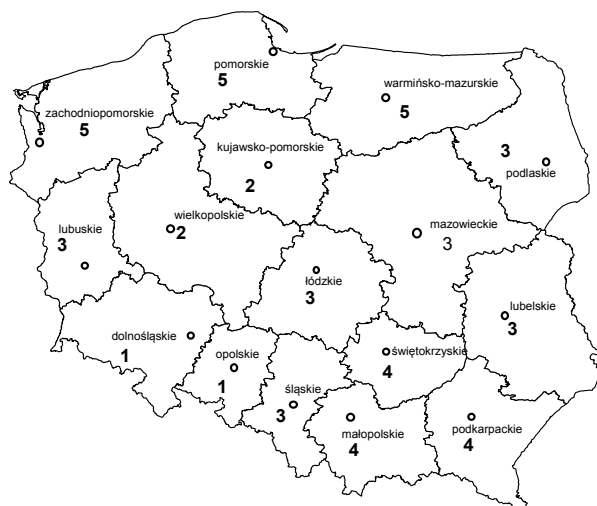 pomorskie
5
warmińsko-mazurskie
5
zachodniopomorskie
5
kujawsko-pomorskie
2
3
podlaskie
wielkopolskie
2
mazowieckie
3
lubuskie
3
łódzkie
3
lubelskie
3
dolnośląskie
1
opolskie
1
świętokrzyskie
4
śląskie
3
małopolskie
4
podkarpackie
4